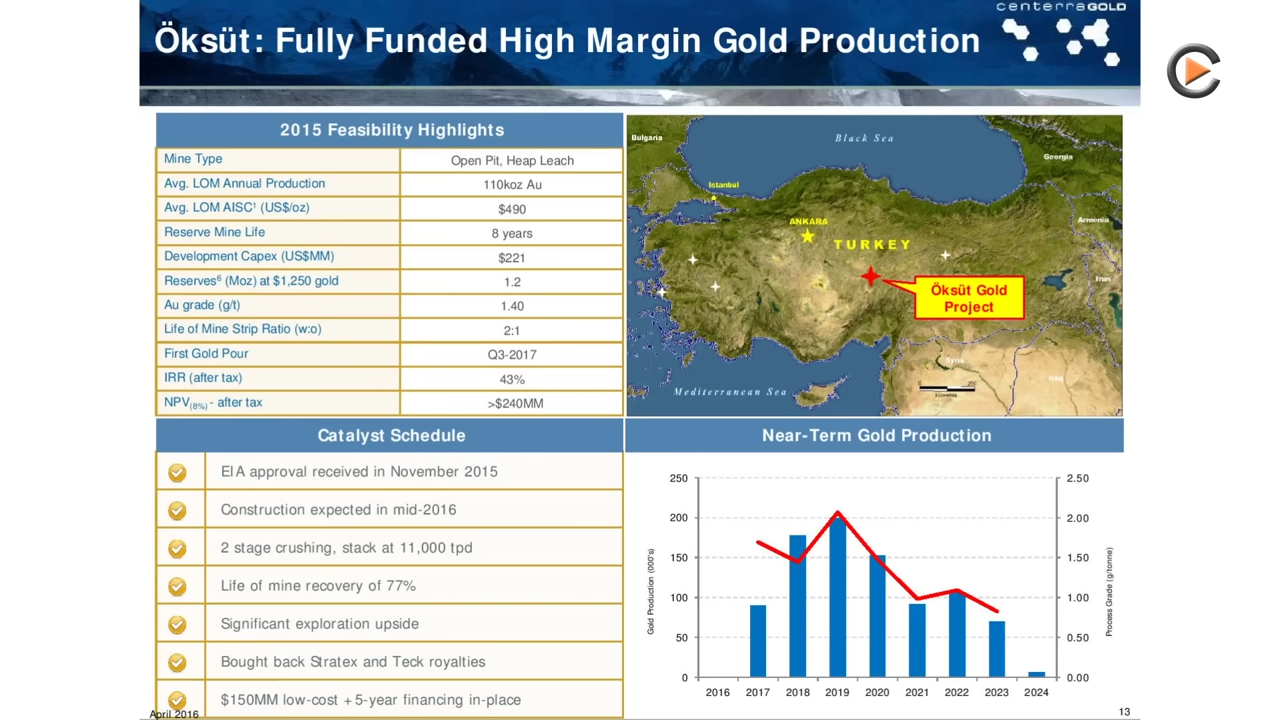 centerraGOLD
Öksüt: Fully Funded High Margin Gold Production
2015 Feasibility Highlights
Mine Type Open Pit, Heap Leach
Avg. LOM Annual Production 110koz Au
Avg. LOM AISC¹ (US$/oz) $490
Reserve Mine Life 8 years
Development Capex (US$MM) $221
Reserves⁶ (Moz) at $1,250 gold 1.2
Au grade (g/t) 1.40
Life of Mine Strip Ratio (w:o) 2:1
First Gold Pour Q3-2017
IRR (after tax) 43%
NPV(8%) - after tax >$240MM
Bulgaria
Black Sea
Georgia
Istanbul
ANKARA
Armenia
TURKEY
Iran
Öksüt Gold
Project
Syria
Iraq
Mediterranean Sea
0 250
Kilometres
Catalyst Schedule
EIA approval received in November 2015
Construction expected in mid-2016
2 stage crushing, stack at 11,000 tpd
Life of mine recovery of 77%
Significant exploration upside
Bought back Stratex and Teck royalties
$150MM low-cost + 5-year financing in-place
Near-Term Gold Production
Gold Production (000's)
250
200
150
100
50
0
2.50
2.00
1.50
1.00
0.50
0.00
Process Grade (g/tonne)
2016 2017 2018 2019 2020 2021 2022 2023 2024
April 2016
13